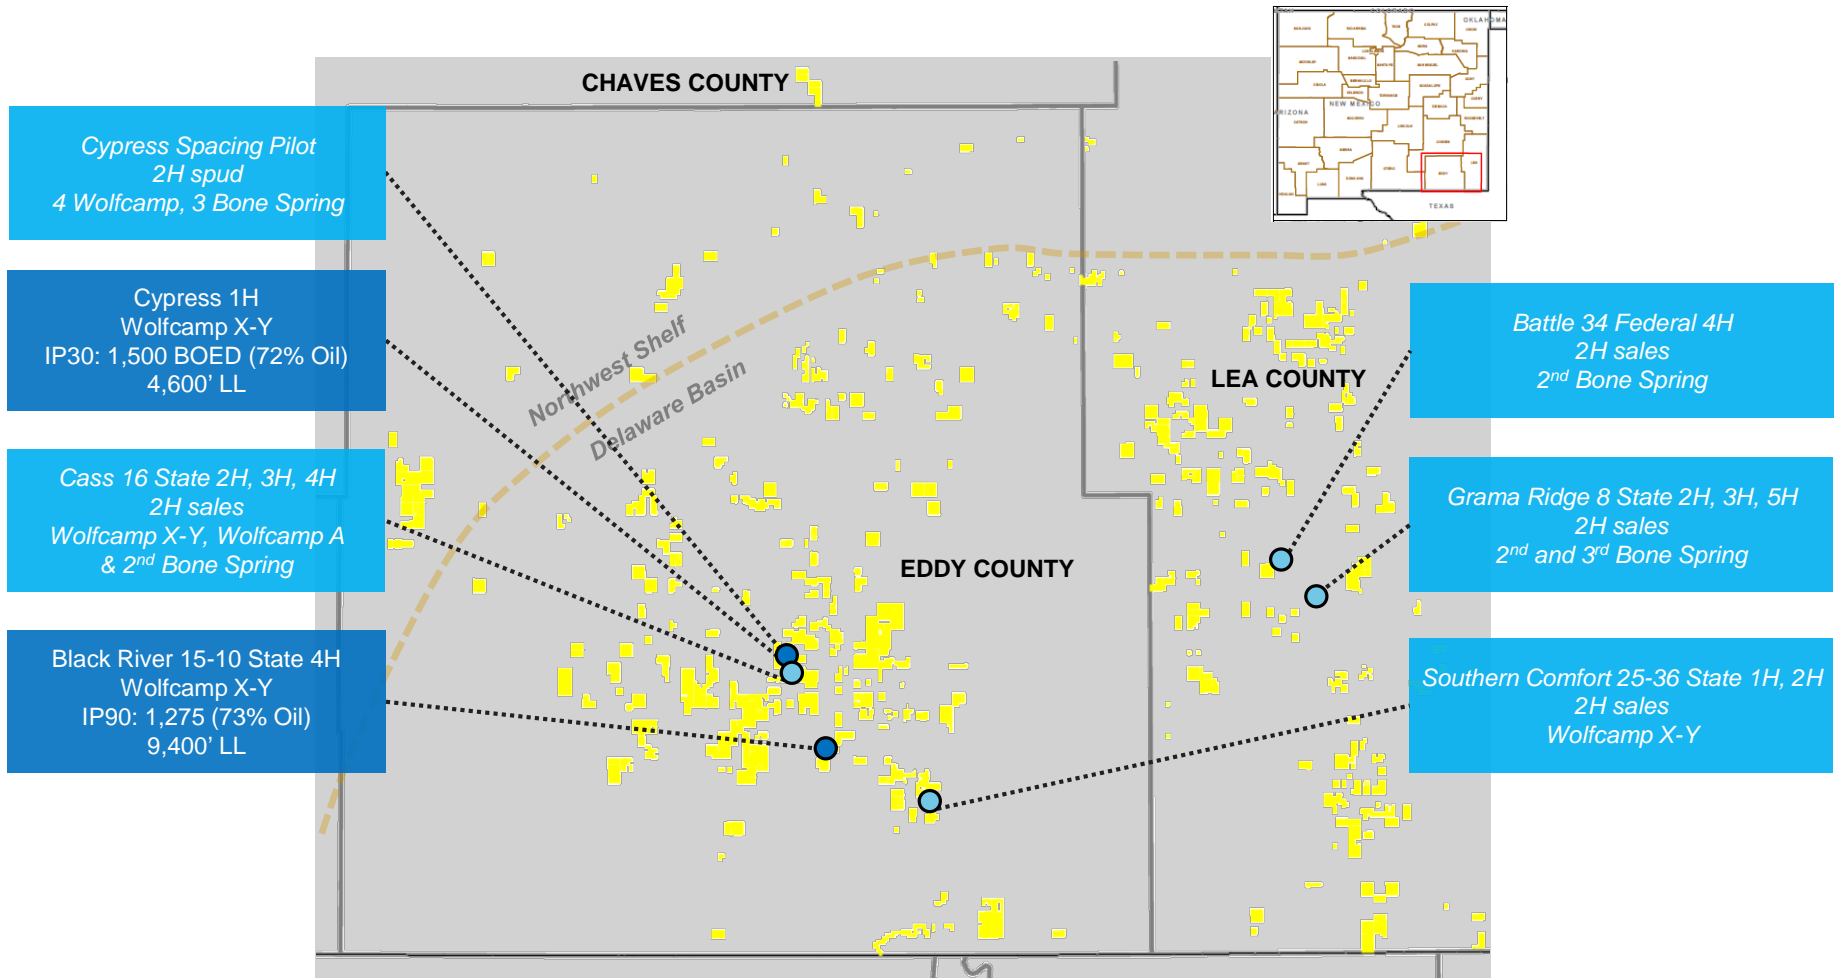 CHAVES COUNTY
Cypress Spacing Pilot
2H spud
4 Wolfcamp, 3 Bone Spring
Cypress 1H
Wolfcamp X-Y
IP30: 1,500 BOED (72% Oil)
4,600’ LL
Cass 16 State 2H, 3H, 4H
2H sales
Wolfcamp X-Y, Wolfcamp A
& 2nd Bone Spring
Black River 15-10 State 4H
Wolfcamp X-Y
IP90: 1,275 (73% Oil)
9,400’ LL
Northwest Shelf
Delaware Basin
EDDY COUNTY
LEA COUNTY
OKLAHOMA
NEW MEXICO
ARIZONA
TEXAS
Battle 34 Federal 4H
2H sales
2nd Bone Spring
Grama Ridge 8 State 2H, 3H, 5H
2H sales
2nd and 3rd Bone Spring
Southern Comfort 25-36 State 1H, 2H
2H sales
Wolfcamp X-Y